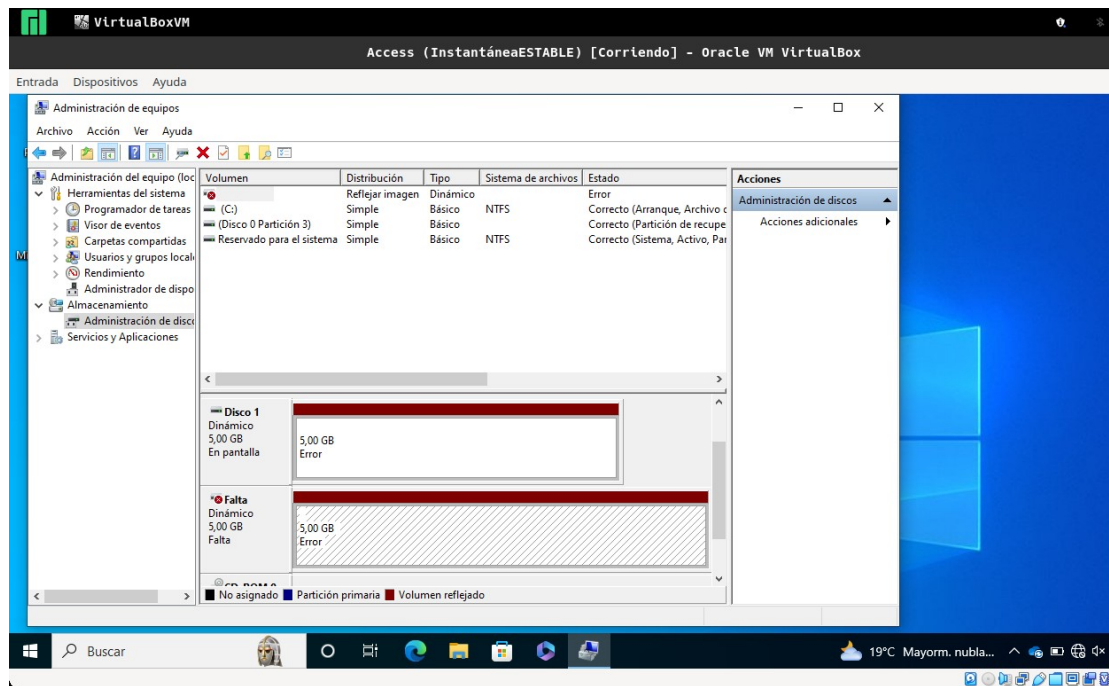 VirtualBoxVM
Access (InstantáneaESTABLE) [Corriendo] - Oracle VM VirtualBox
Entrada Dispositivos Ayuda
Administración de equipos
Archivo Acción Ver Ayuda
Administración del equipo (loc
Herramientas del sistema
Programador de tareas
Visor de eventos
Carpetas compartidas
Usuarios y grupos locale
Rendimiento
Administrador de dispo
Almacenamiento
Administración de disco
Servicios y Aplicaciones
Volumen Distribución Tipo Sistema de archivos Estado
Reflejar imagen Dinámico Error
(C:) Simple Básico NTFS Correcto (Arranque, Archivo d
(Disco 0 Partición 3) Simple Básico Correcto (Partición de recupe
Reservado para el sistema Simple Básico NTFS Correcto (Sistema, Activo, Par
Acciones
Administración de discos
Acciones adicionales
Disco 1
Dinámico
5,00 GB
En pantalla
5,00 GB
Error
Falta
Dinámico
5,00 GB
Falta
5,00 GB
Error
CD-ROM 0
No asignado Partición primaria Volumen reflejado
Buscar
19°C Mayorm. nubla...